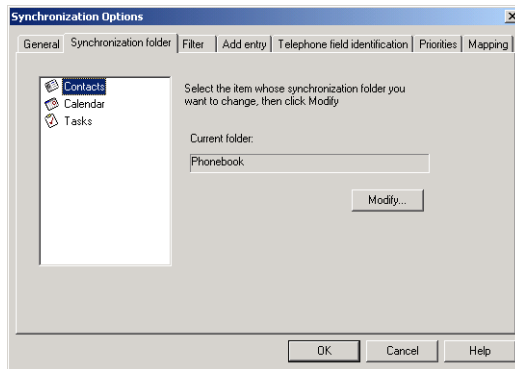 Synchronization Options
General Synchronization folder Filter Add entry Telephone field identification Priorities Mapping
Contacts
Calendar
Tasks
Select the item whose synchronization folder you
want to change, then click Modify
Current folder:
Phonebook
Modify...
OK Cancel Help